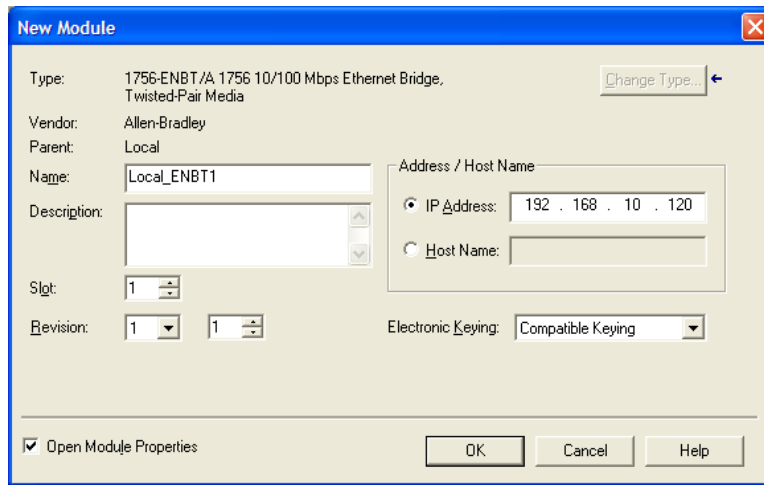 New Module
Type: 1756-ENBT/A 1756 10/100 Mbps Ethernet Bridge,
Twisted-Pair Media
Change Type...
Vendor: Allen-Bradley
Parent: Local
Name: Local_ENBT1
Description:
Address / Host Name
IP Address: 192 . 168 . 10 . 120
Host Name:
Slot: 1
Revision: 1 1
Electronic Keying: Compatible Keying
Open Module Properties
OK Cancel Help